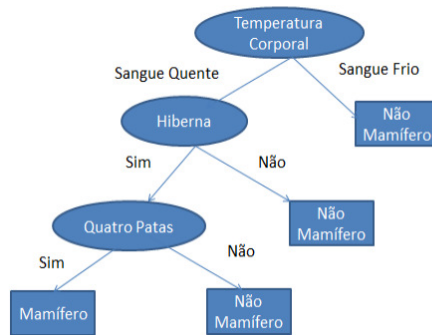 Temperatura
Corporal
Sangue Quente
Sangue Frio
Hiberna
Não
Mamífero
Sim
Não
Quatro Patas
Não
Mamífero
Sim
Não
Mamífero
Não
Mamífero